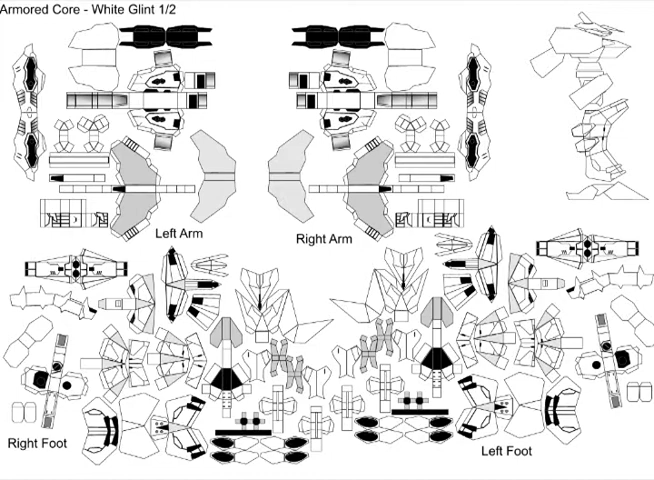 Armored Core - White Glint 1/2
Left Arm
Right Arm
Right Foot
Left Foot